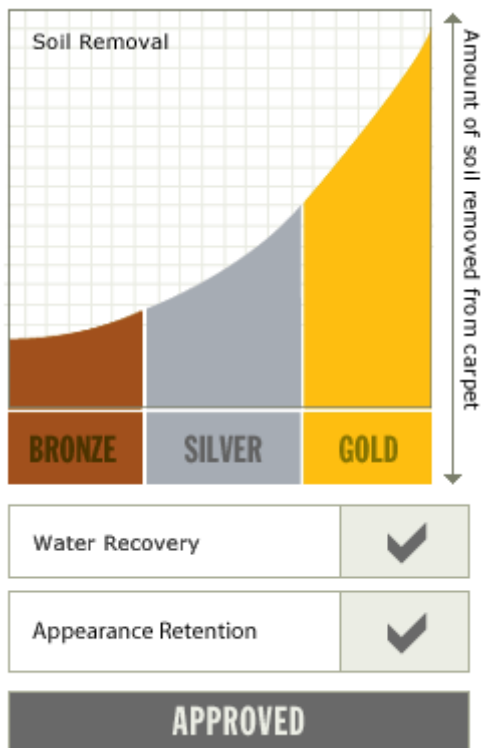 Soil Removal
Amount of soil removed from carpet
BRONZE SILVER GOLD
Water Recovery
Appearance Retention
APPROVED